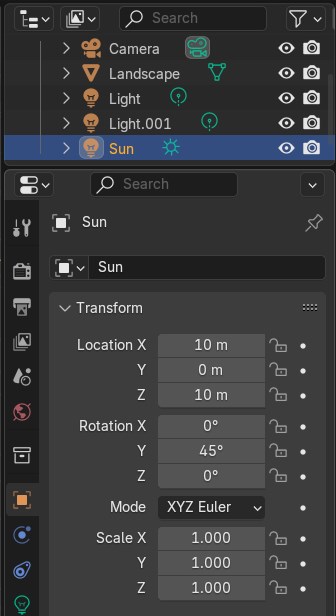 Search
Camera
Landscape
Light
Light.001
Sun
Search
Sun
Sun
Transform
Location X 10 m
Y 0 m
Z 10 m
Rotation X 0°
Y 45°
Z 0°
Mode XYZ Euler
Scale X 1.000
Y 1.000
Z 1.000